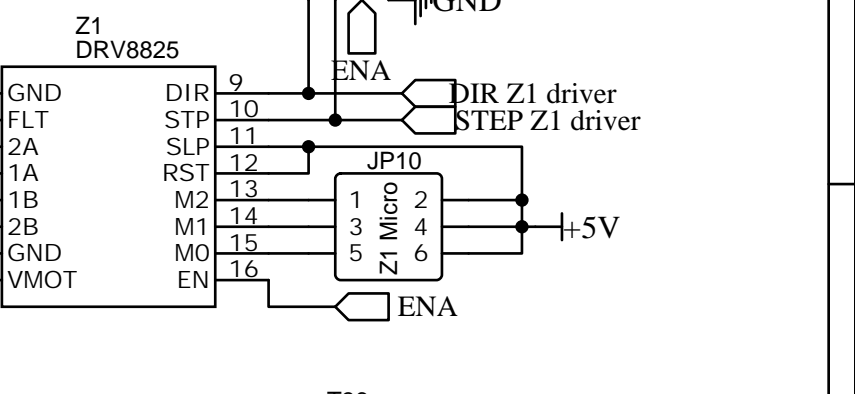 GND
Z1
DRV8825
ENA
GND DIR 9 DIR Z1 driver
FLT STP 10 STEP Z1 driver
2A SLP 11
1A RST 12 JP10
1B M2 13 1 2
2B M1 14 3 4 +5V
GND M0 15 5 6
Z1 Micro
VMOT EN 16
ENA